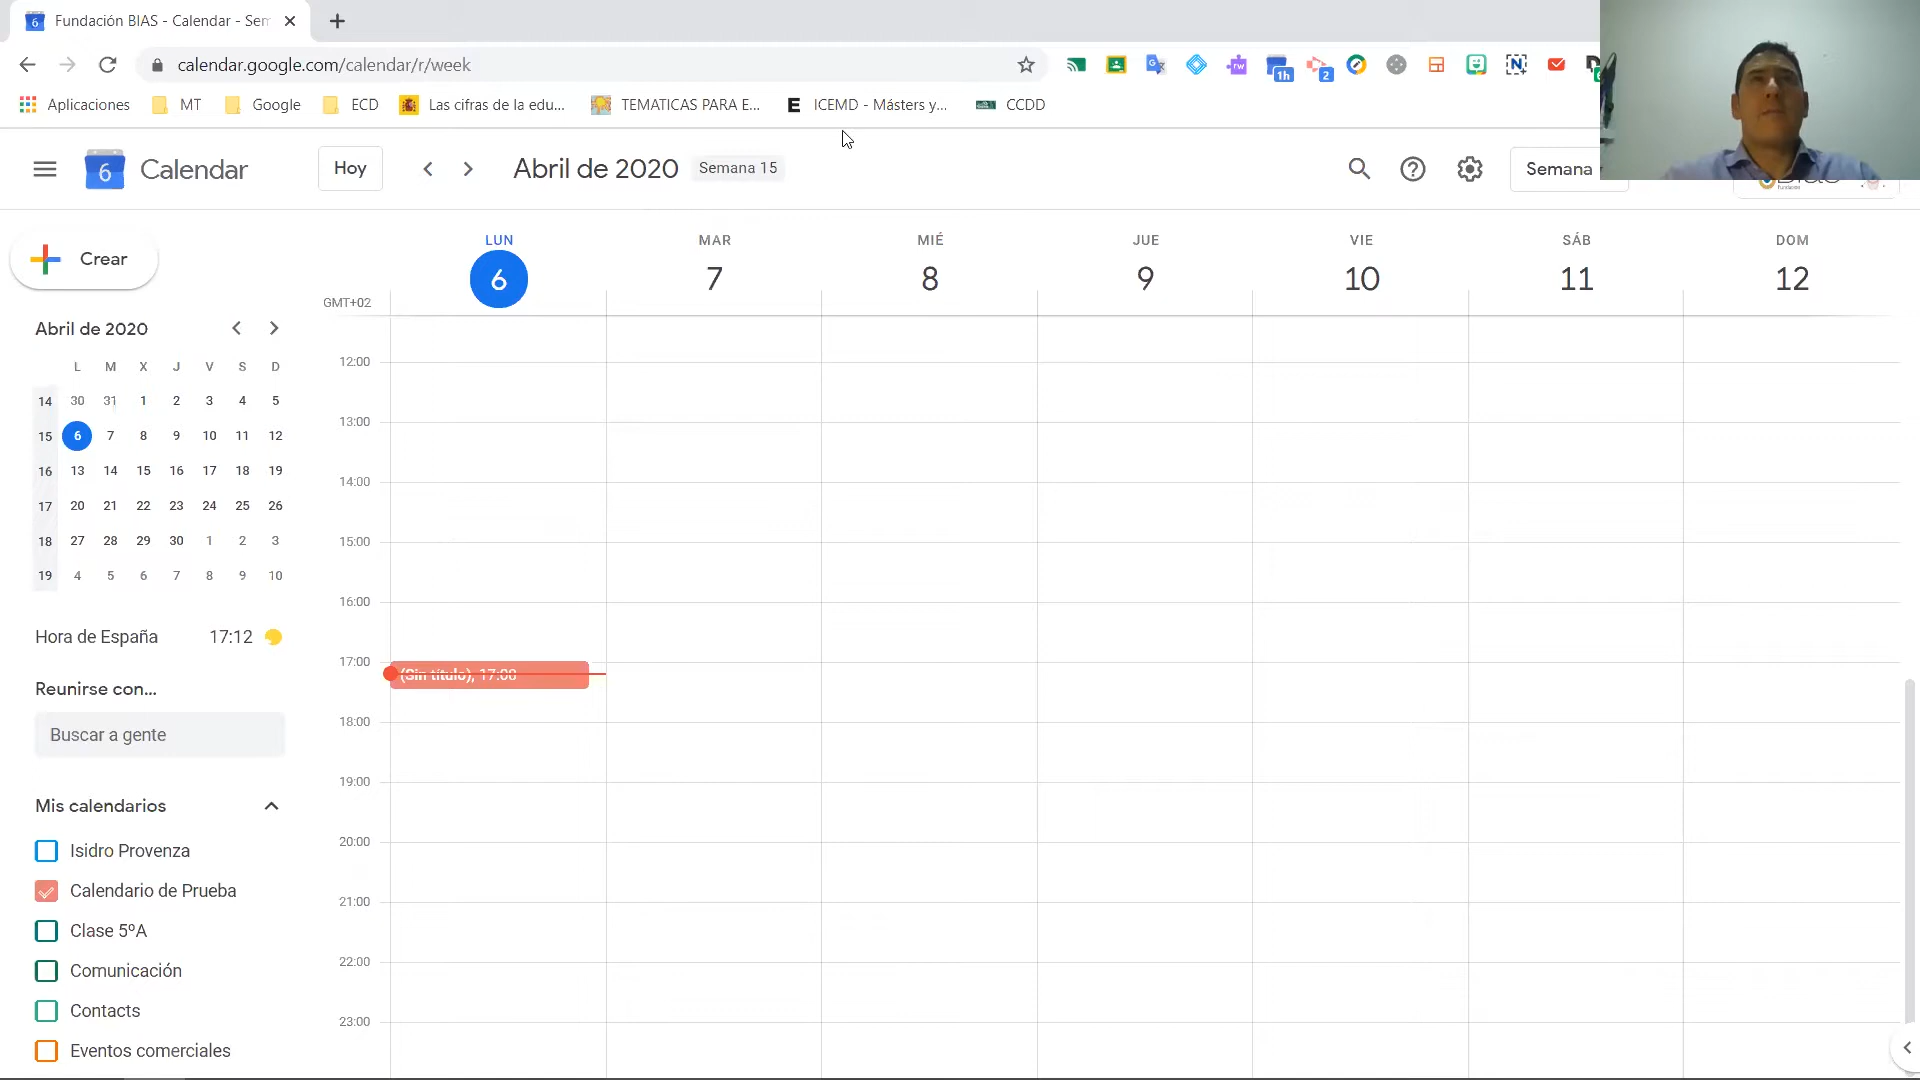 Fundación BIAS - Calendar - Sem
calendar.google.com/calendar/r/week
1h
2
Aplicaciones MT Google ECD Las cifras de la edu... TEMATICAS PARA E... E ICEMD - Másters y... CCDD
6 Calendar Hoy Abril de 2020 Semana 15 Semana
Crear
LUN MAR MIÉ JUE VIE SÁB DOM
6 7 8 9 10 11 12
GMT+02
Abril de 2020
L M X J V S D
14 30 31 1 2 3 4 5
15 6 7 8 9 10 11 12
16 13 14 15 16 17 18 19
17 20 21 22 23 24 25 26
18 27 28 29 30 1 2 3
19 4 5 6 7 8 9 10
Hora de España 17:12
Reunirse con...
Buscar a gente
Mis calendarios
Isidro Provenza
Calendario de Prueba
Clase 5ºA
Comunicación
Contacts
Eventos comerciales
12:00
13:00
14:00
15:00
16:00
17:00
(Sin título), 17:00
18:00
19:00
20:00
21:00
22:00
23:00